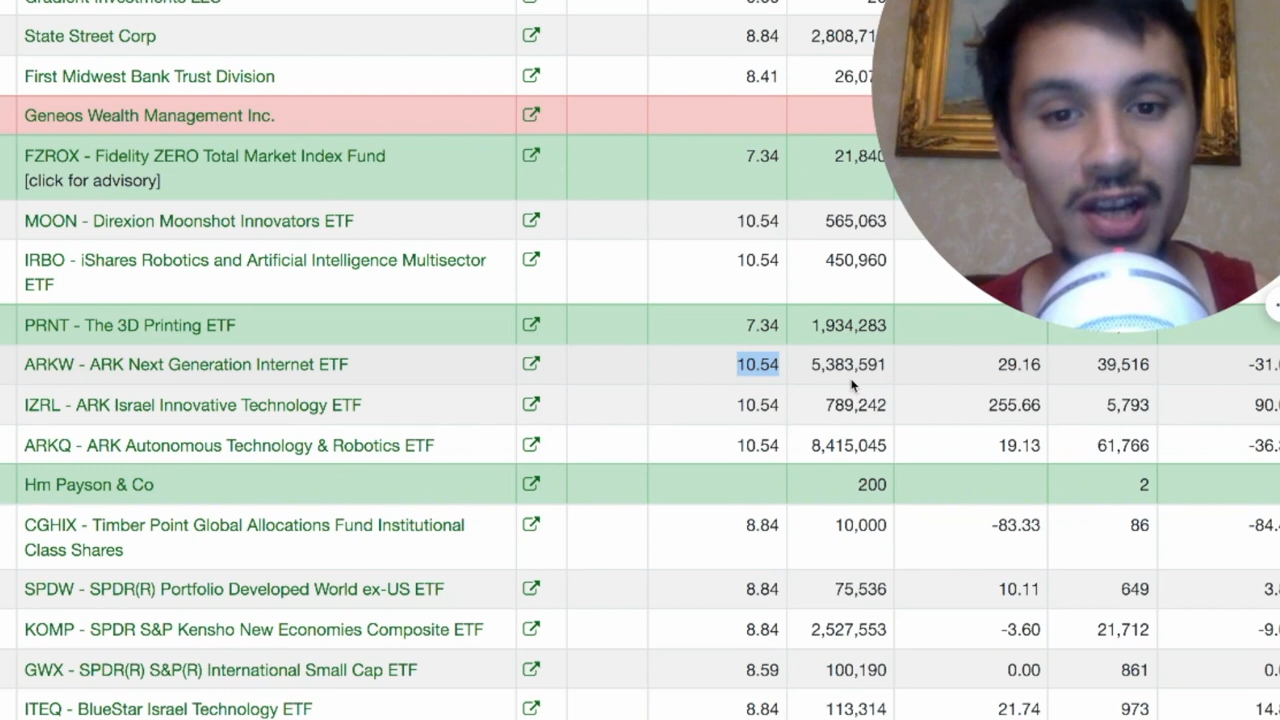 State Street Corp 8.84
First Midwest Bank Trust Division 8.41
Geneos Wealth Management Inc.
FZROX - Fidelity ZERO Total Market Index Fund 7.34 21,840
[click for advisory]
MOON - Direxion Moonshot Innovators ETF 10.54 565,063
IRBO - iShares Robotics and Artificial Intelligence Multisector 10.54 450,960
ETF
PRNT - The 3D Printing ETF 7.34 1,934,283
ARKW - ARK Next Generation Internet ETF 10.54 5,383,591 29.16 39,516
IZRL - ARK Israel Innovative Technology ETF 10.54 789,242 255.66 5,793
ARKQ - ARK Autonomous Technology & Robotics ETF 10.54 8,415,045 19.13 61,766
Hm Payson & Co 200 2
CGHIX - Timber Point Global Allocations Fund Institutional 8.84 10,000 -83.33 86
Class Shares
SPDW - SPDR(R) Portfolio Developed World ex-US ETF 8.84 75,536 10.11 649
KOMP - SPDR S&P Kensho New Economies Composite ETF 8.84 2,527,553 -3.60 21,712
GWX - SPDR(R) S&P(R) International Small Cap ETF 8.59 100,190 0.00 861
ITEQ - BlueStar Israel Technology ETF 8.84 113,314 21.74 973